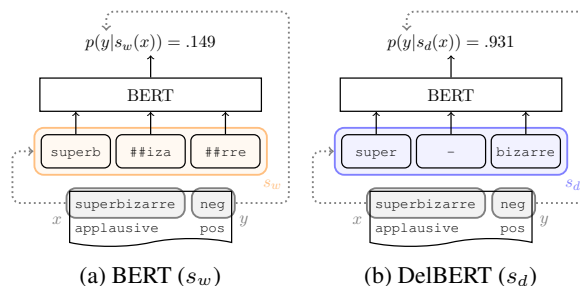 p(y|s_w(x)) = .149
BERT
superb ##iza ##rre
s_w
x superbizarre neg y
applausive pos
(a) BERT (s_w)
p(y|s_d(x)) = .931
BERT
super - bizarre
s_d
x superbizarre neg y
applausive pos
(b) DelBERT (s_d)